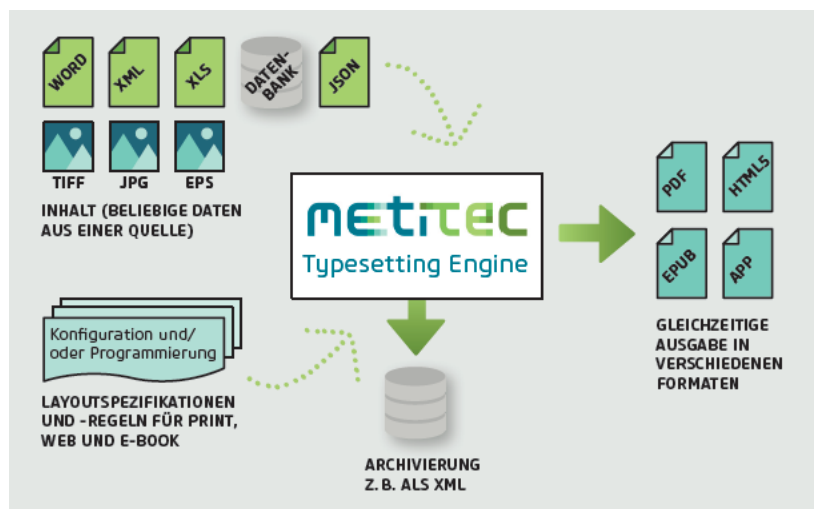 WORD
XML
XLS
DATEN-
BANK
JSON
TIFF
JPG
EPS
INHALT (BELIEBIGE DATEN
AUS EINER QUELLE)
metitec
Typesetting Engine
PDF
HTML5
EPUB
APP
GLEICHZEITIGE
AUSGABE IN
VERSCHIEDENEN
FORMATEN
Konfiguration und/
oder Programmierung
LAYOUTSPEZIFIKATIONEN
UND -REGELN FÜR PRINT,
WEB UND E-BOOK
ARCHIVIERUNG
Z. B. ALS XML